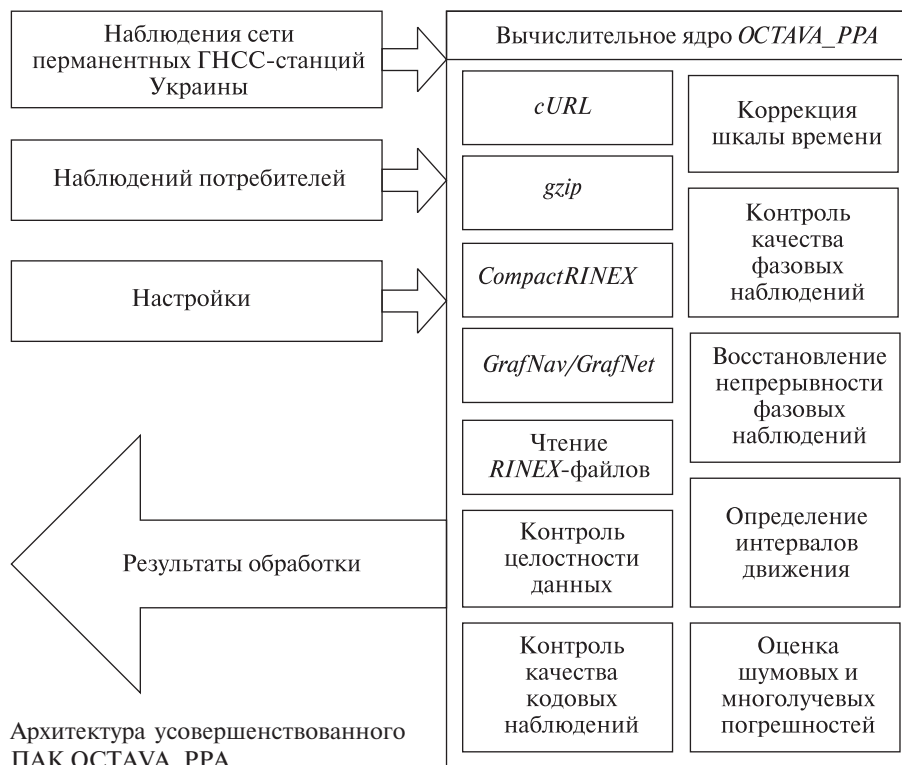 Наблюдения сети
перманентных ГНСС-станций
Украины
Наблюдений потребителей
Настройки
Результаты обработки
Вычислительное ядро OCTAVA_PPA
cURL
gzip
CompactRINEX
GrafNav/GrafNet
Чтение
RINEX-файлов
Контроль
целостности
данных
Контроль
качества
кодовых
наблюдений
Коррекция
шкалы времени
Контроль
качества
фазовых
наблюдений
Восстановление
непрерывности
фазовых
наблюдений
Определение
интервалов
движения
Оценка
шумовых и
многолучевых
погрешностей
Архитектура усовершенствованного
ПАК OCTAVA_PPA